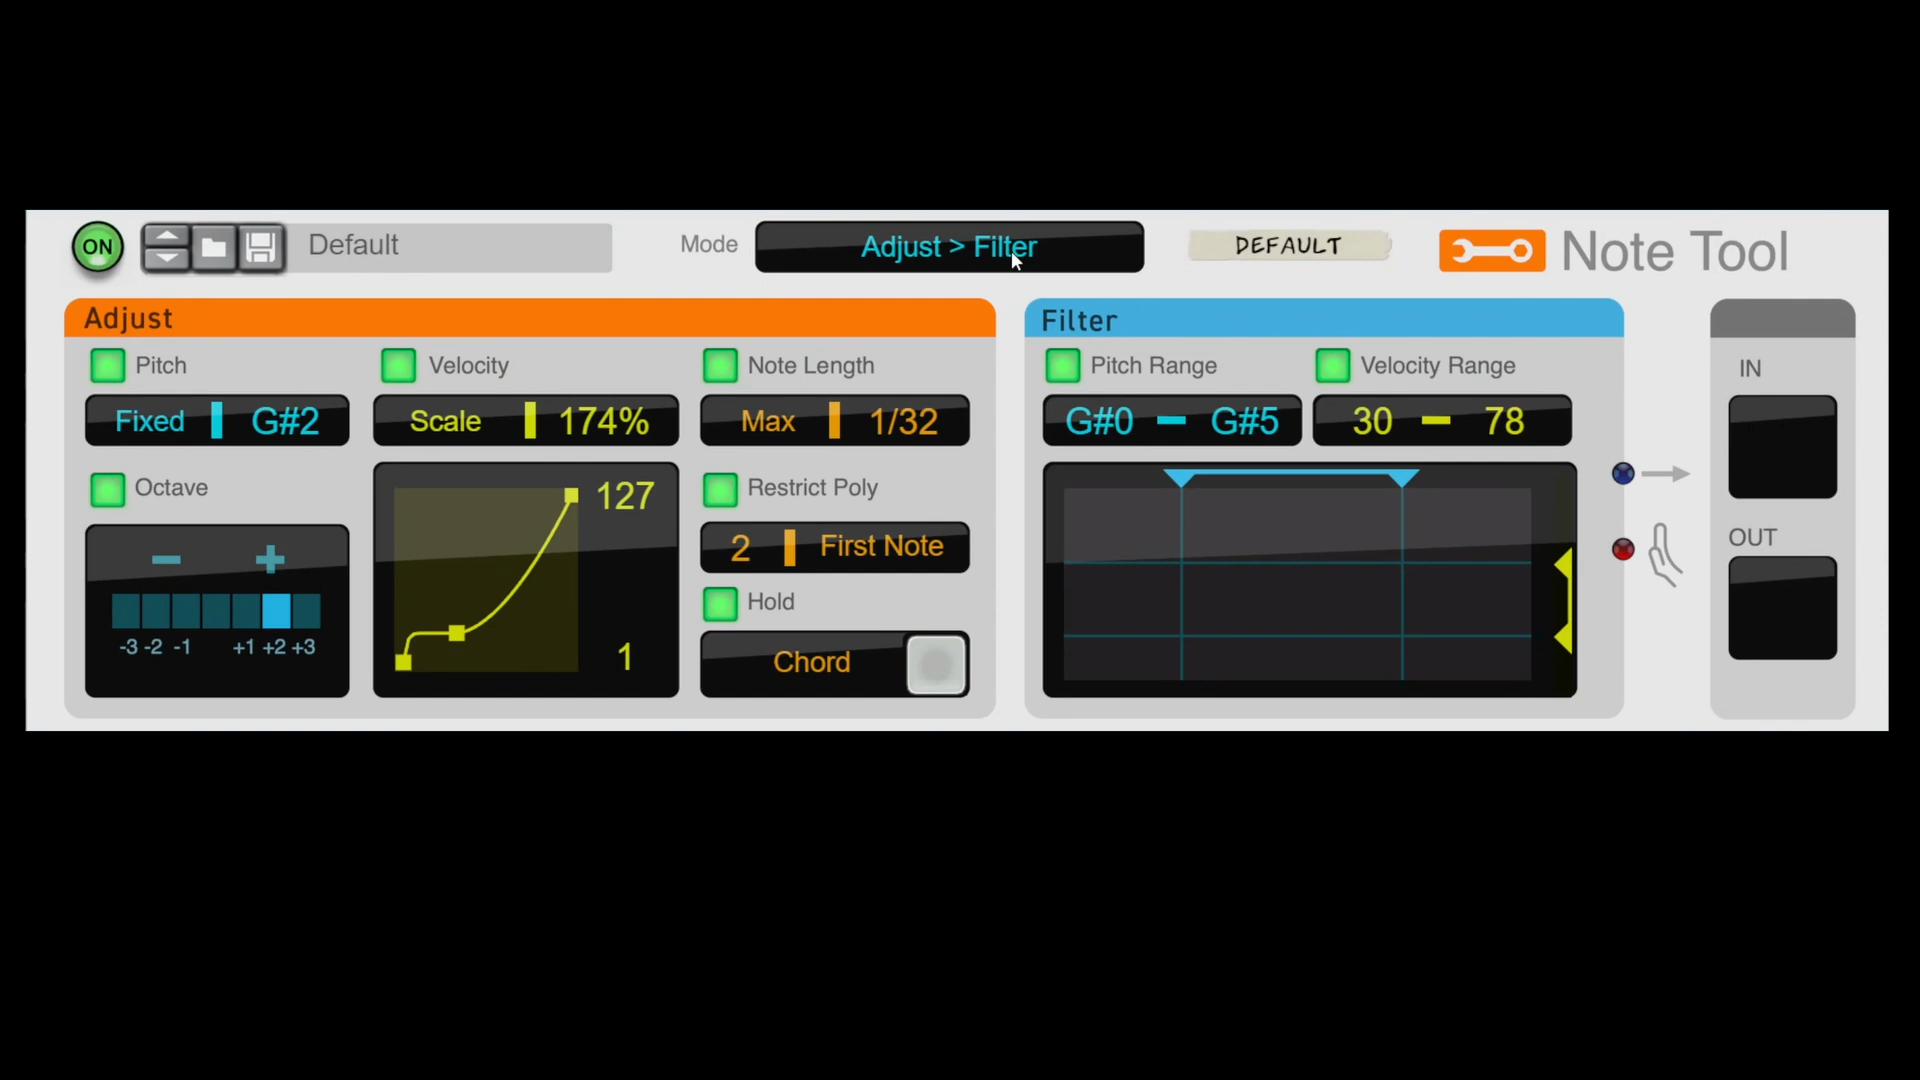 ON
Default
Mode
Adjust > Filter
DEFAULT
Note Tool
Adjust
Pitch
Velocity
Note Length
Fixed G#2
Scale 174%
Max 1/32
Octave
-3 -2 -1 +1 +2 +3
127
1
Restrict Poly
2 First Note
Hold
Chord
Filter
Pitch Range
Velocity Range
G#0 - G#5
30 - 78
IN
OUT